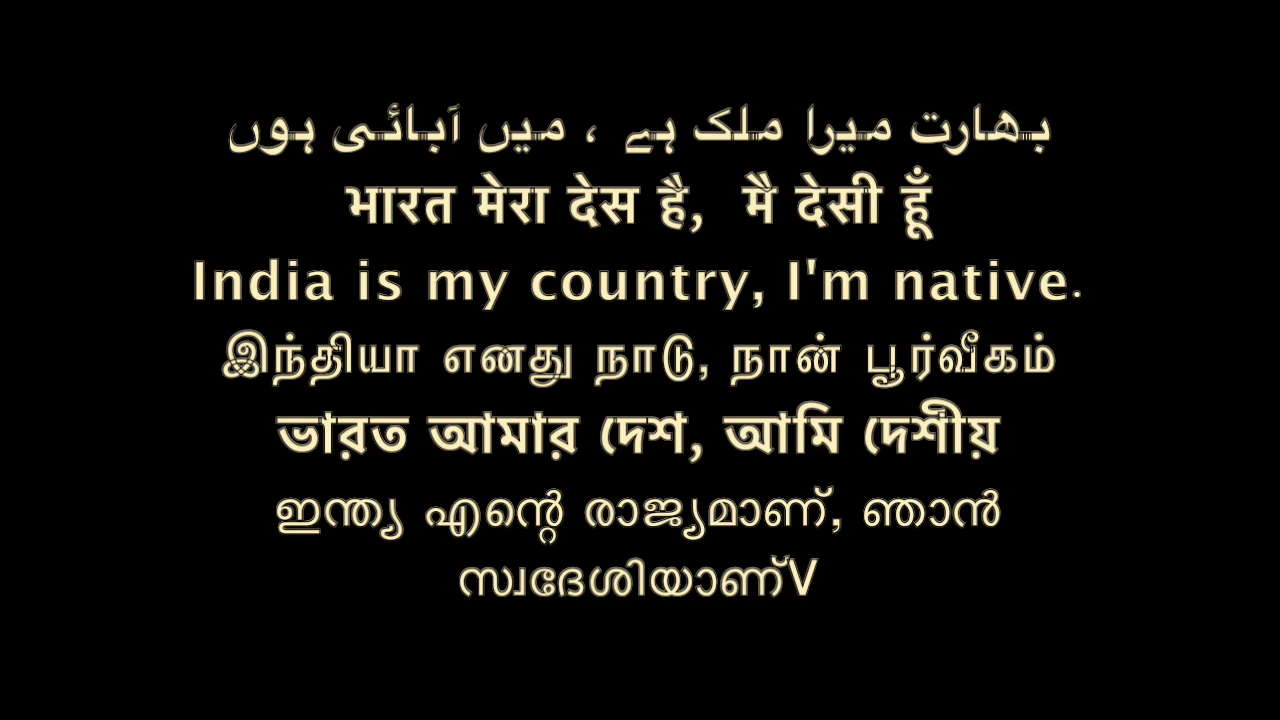 بھارت میرا ملک ہے ، میں آبائی ہوں
भारत मेरा देस है, मै देसी हूँ
India is my country, I'm native.
இந்தியா எனது நாடு, நான் பூர்வீகம்
ভারত আমার দেশ, আমি দেশীয়
ഇന്ത്യ എന്റെ രാജ്യമാണ്, ഞാൻ
സ്വദേശിയാണ്V